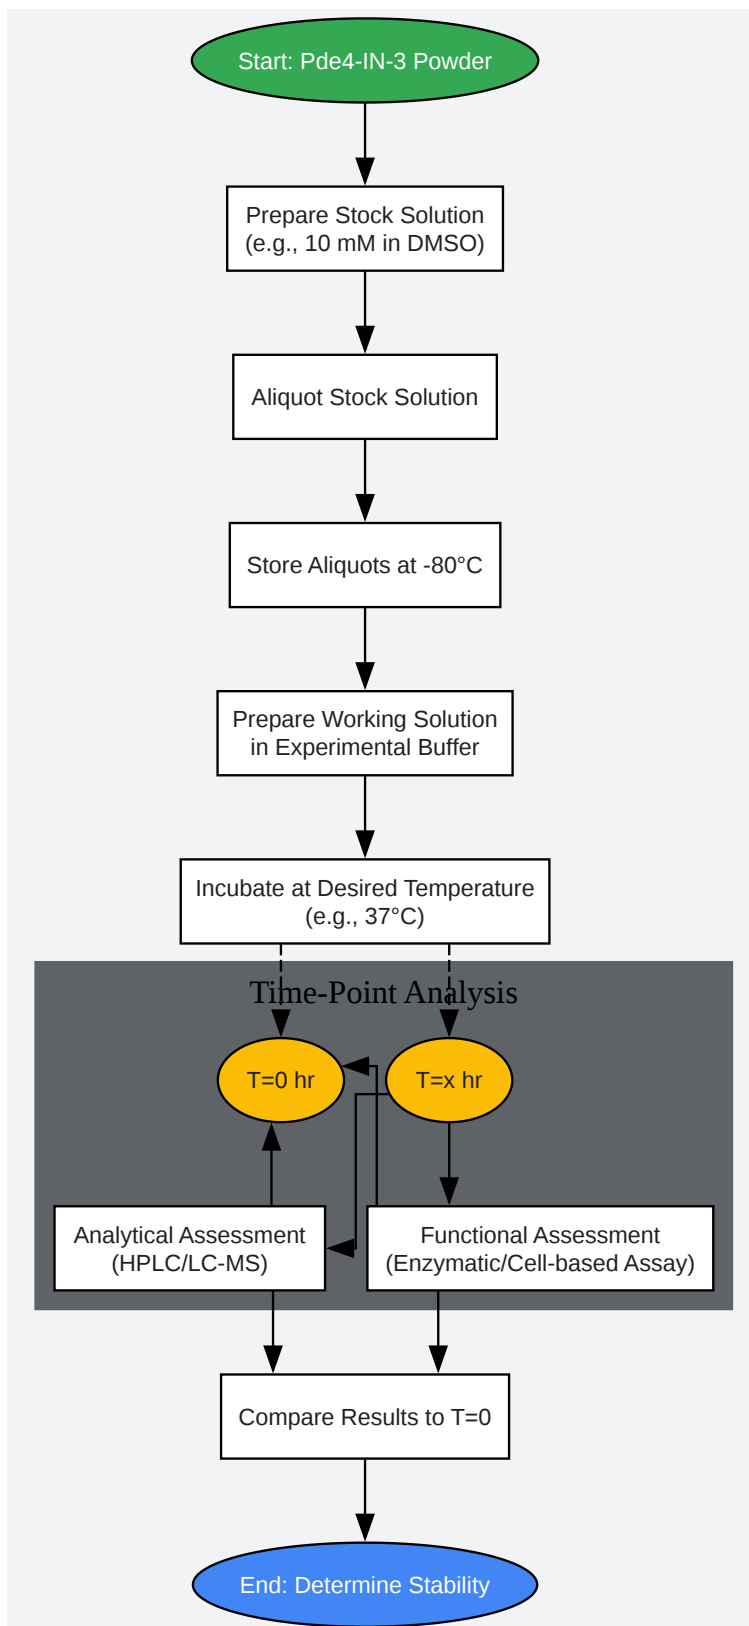 Start: Pde4-IN-3 Powder
Prepare Stock Solution
(e.g., 10 mM in DMSO)
Aliquot Stock Solution
Store Aliquots at -80°C
Prepare Working Solution
in Experimental Buffer
Incubate at Desired Temperature
(e.g., 37°C)
Time-Point Analysis
T=0 hr
T=x hr
Analytical Assessment
(HPLC/LC-MS)
Functional Assessment
(Enzymatic/Cell-based Assay)
Compare Results to T=0
End: Determine Stability